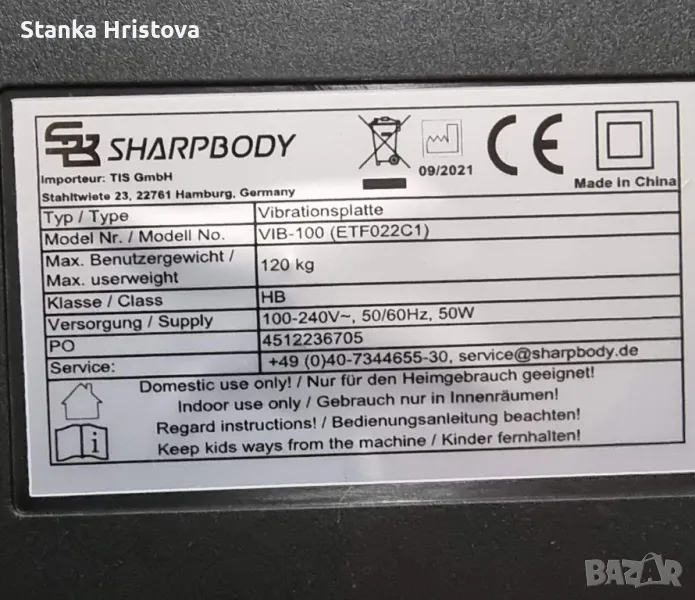 Stanka Hristova
SB SHARPBODY
Importeur: TIS GmbH
Stahltwiete 23, 22761 Hamburg, Germany
09/2021
CE
Made in China
Typ / Type Vibrationsplatte
Model Nr. / Modell No. VIB-100 (ETF022C1)
Max. Benutzergewicht /
Max. userweight 120 kg
Klasse / Class HB
Versorgung / Supply 100-240V~, 50/60Hz, 50W
PO 4512236705
Service: +49 (0)40-7344655-30, service@sharpbody.de
Domestic use only! / Nur für den Heimgebrauch geeignet!
Indoor use only / Gebrauch nur in Innenräumen!
Regard instructions! / Bedienungsanleitung beachten!
Keep kids ways from the machine / Kinder fernhalten!
BAZAR